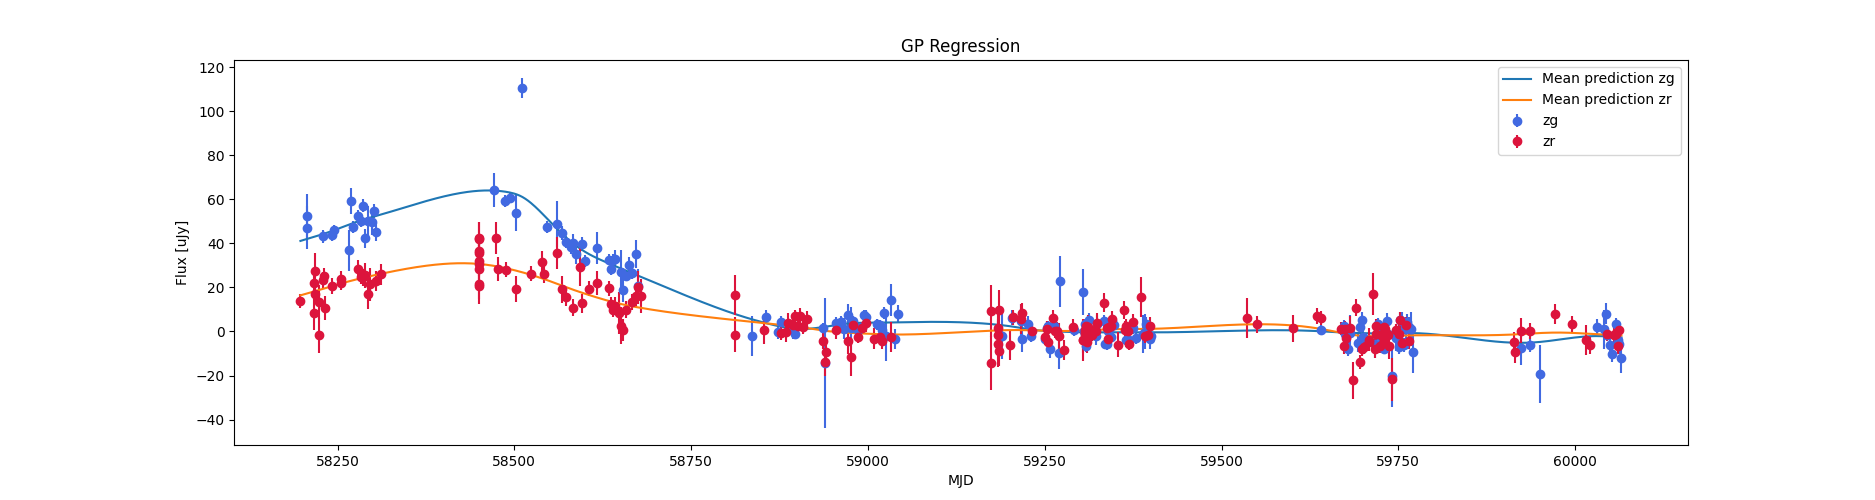 GP Regression
120
100
80
60
40
20
0
−20
−40
Flux [uJy]
58250
58500
58750
59000
59250
59500
59750
60000
MJD
Mean prediction zg
Mean prediction zr
zg
zr